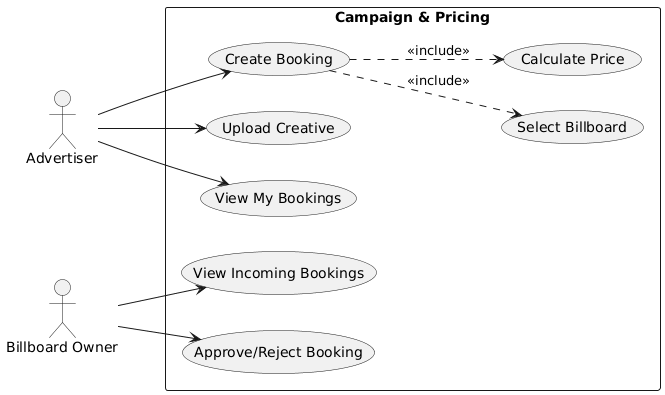 Campaign & Pricing
Create Booking
«include»
Calculate Price
«include»
Upload Creative
Select Billboard
Advertiser
View My Bookings
View Incoming Bookings
Billboard Owner
Approve/Reject Booking